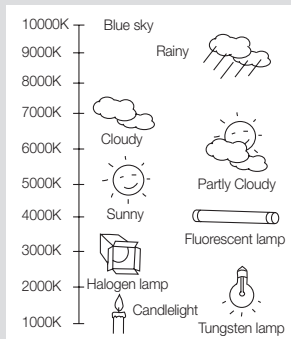 10000K Blue sky
9000K Rainy
8000K
7000K
Cloudy
6000K
5000K Partly Cloudy
4000K Sunny
Fluorescent lamp
3000K
2000K Halogen lamp
Candlelight
1000K Tungsten lamp